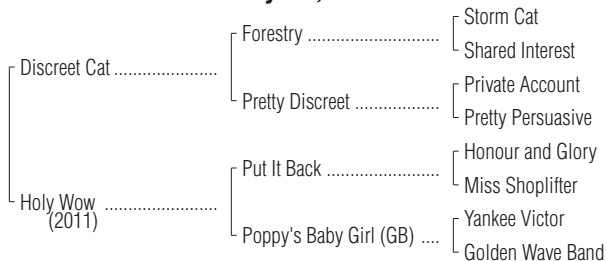 Storm Cat
Forestry ..............................
Shared Interest
Discreet Cat .....................
Private Account
Pretty Discreet ...................
Pretty Persuasive
Honour and Glory
Put It Back .........................
Miss Shoplifter
Holy Wow .......................
(2011)
Yankee Victor
Poppy's Baby Girl (GB) ....
Golden Wave Band